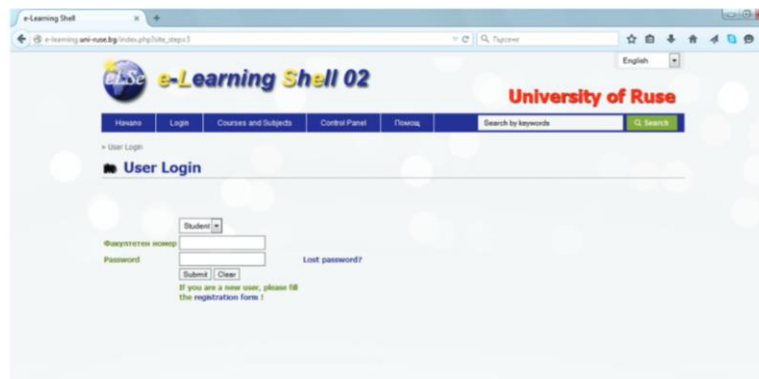 e-Learning Shell
e-learning.uni-ruse.bg/index.php?site_step=3
Търсене
English
eLSe
e-Learning Shell 02
University of Ruse
Начало Login Courses and Subjects Control Panel Помощ Search by keywords Search
» User Login
User Login
Student
Факултетен номер
Password Lost password?
Submit Clear
If you are a new user, please fill
the registration form !